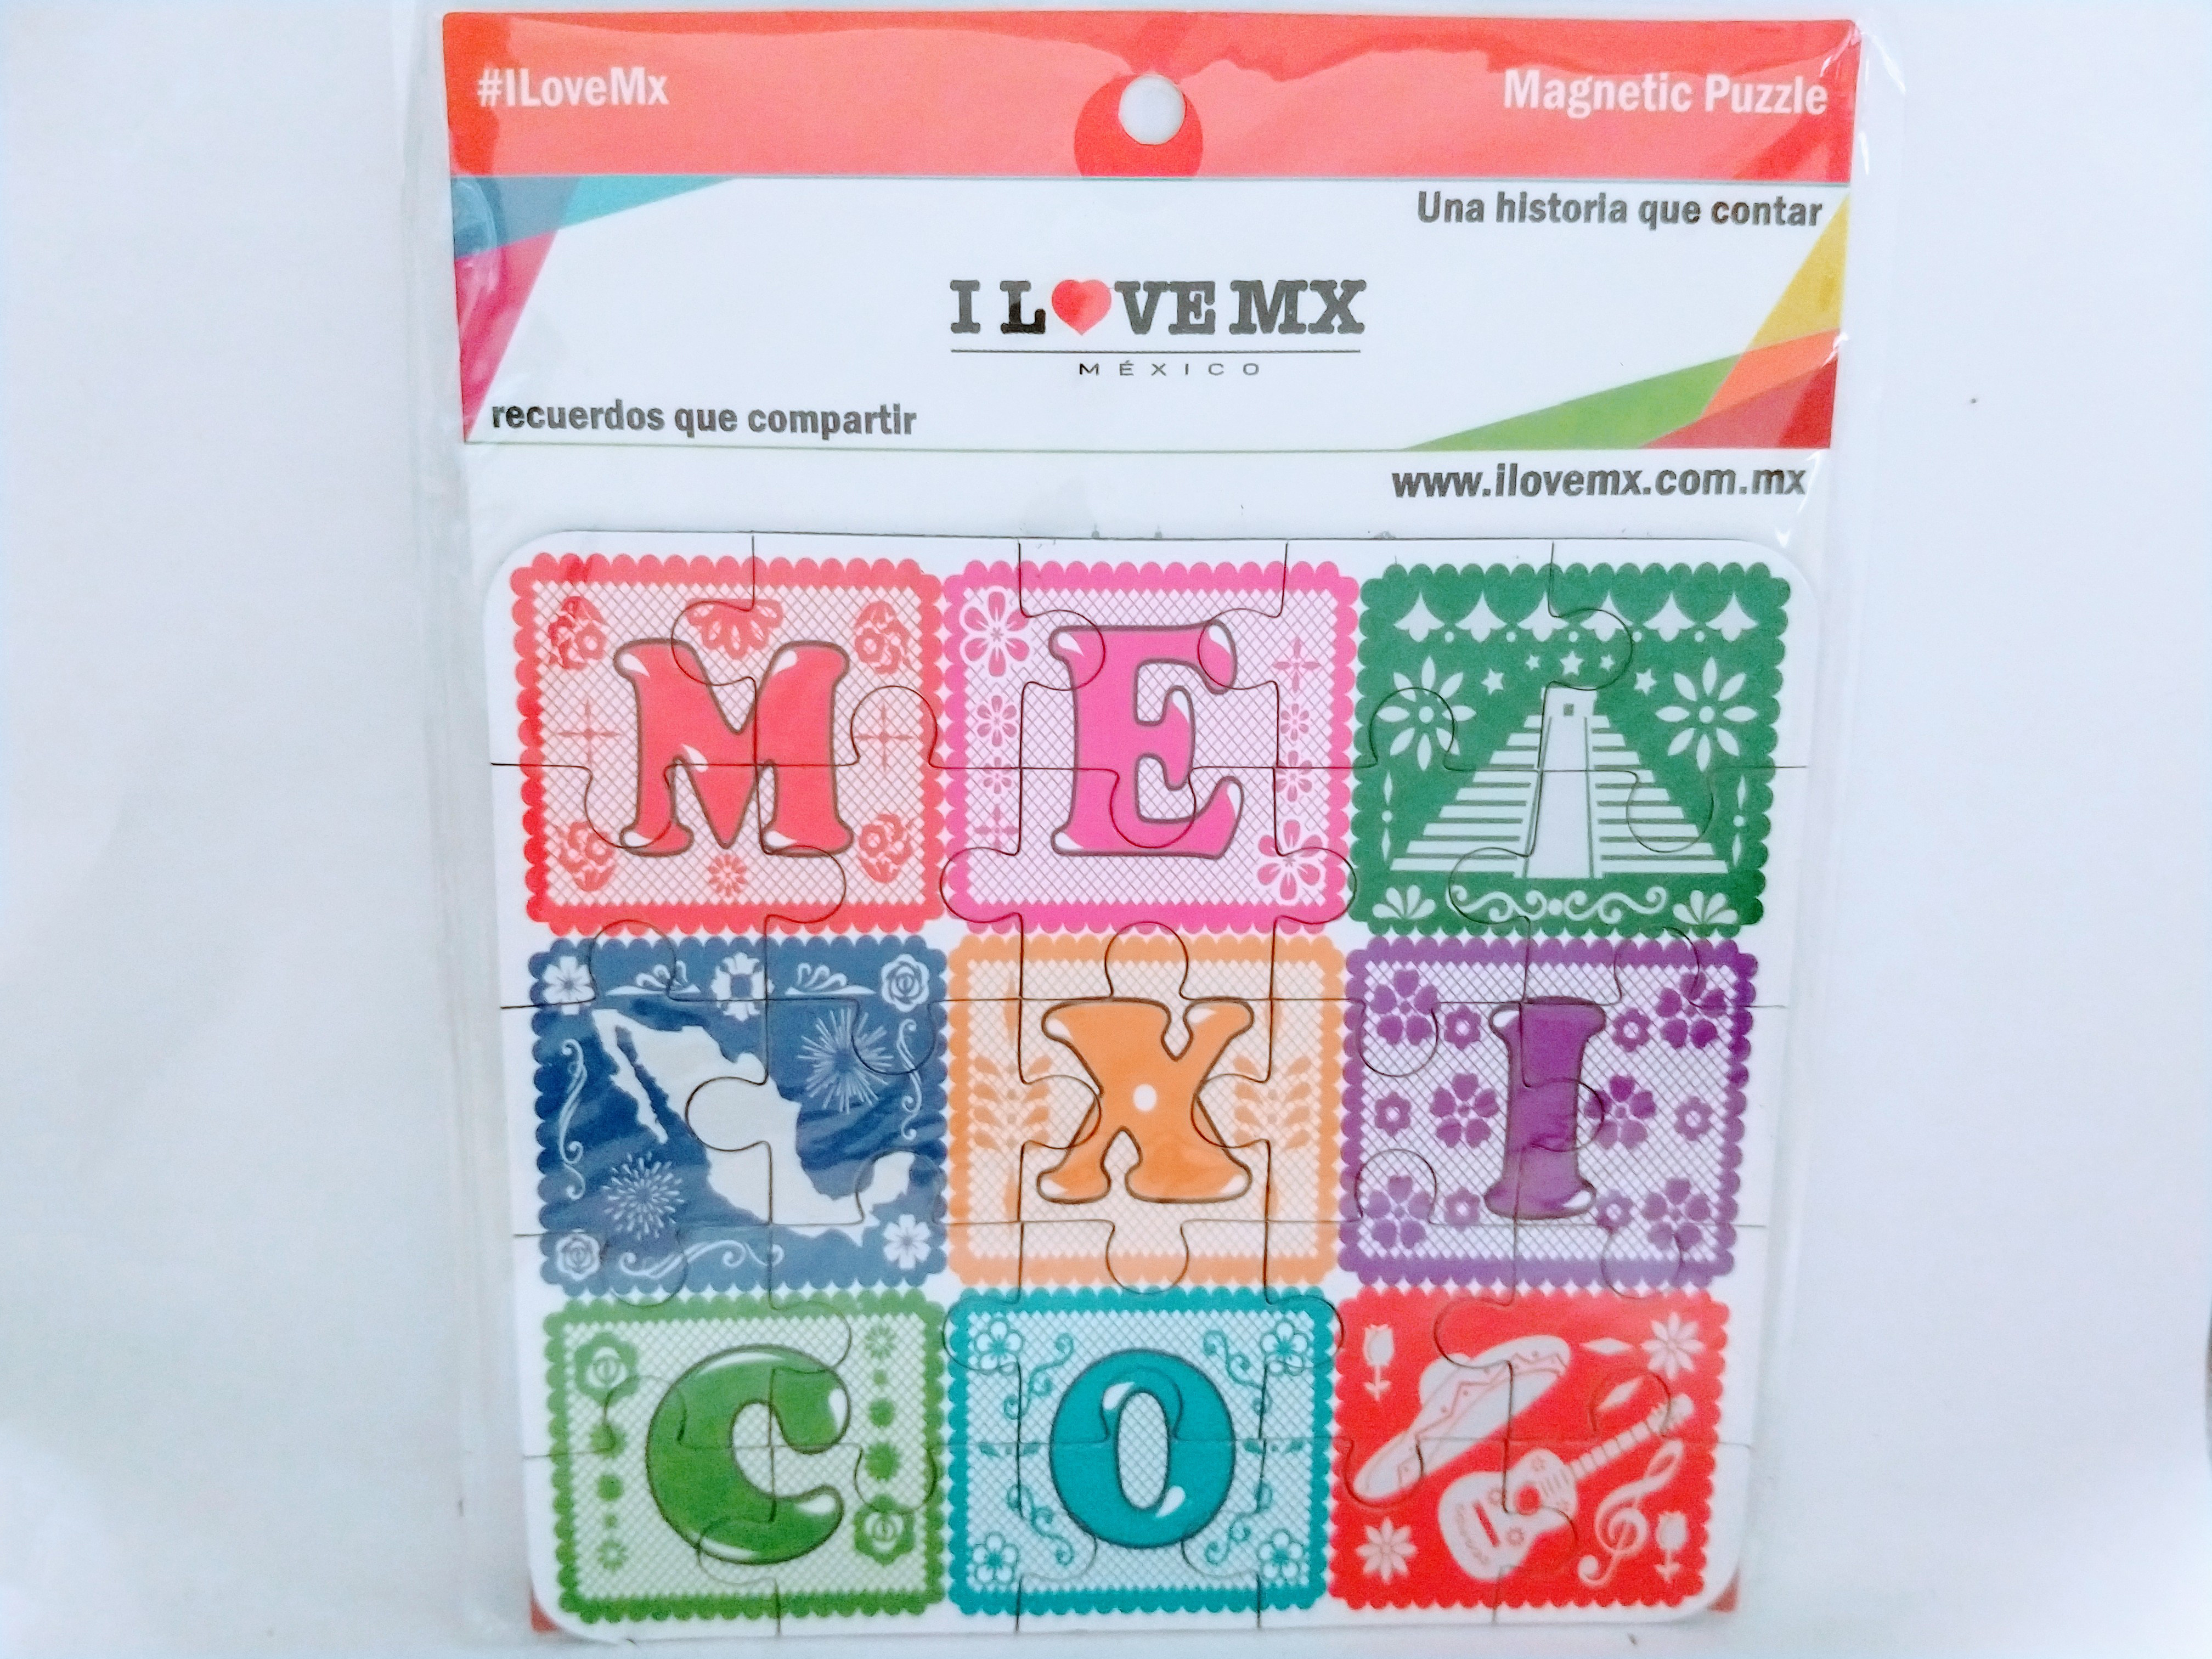 #ILoveMx
Magnetic Puzzle
Una historia que contar
I LOVE MX
MÉXICO
recuerdos que compartir
www.ilovemx.com.mx
M E
X I
C O